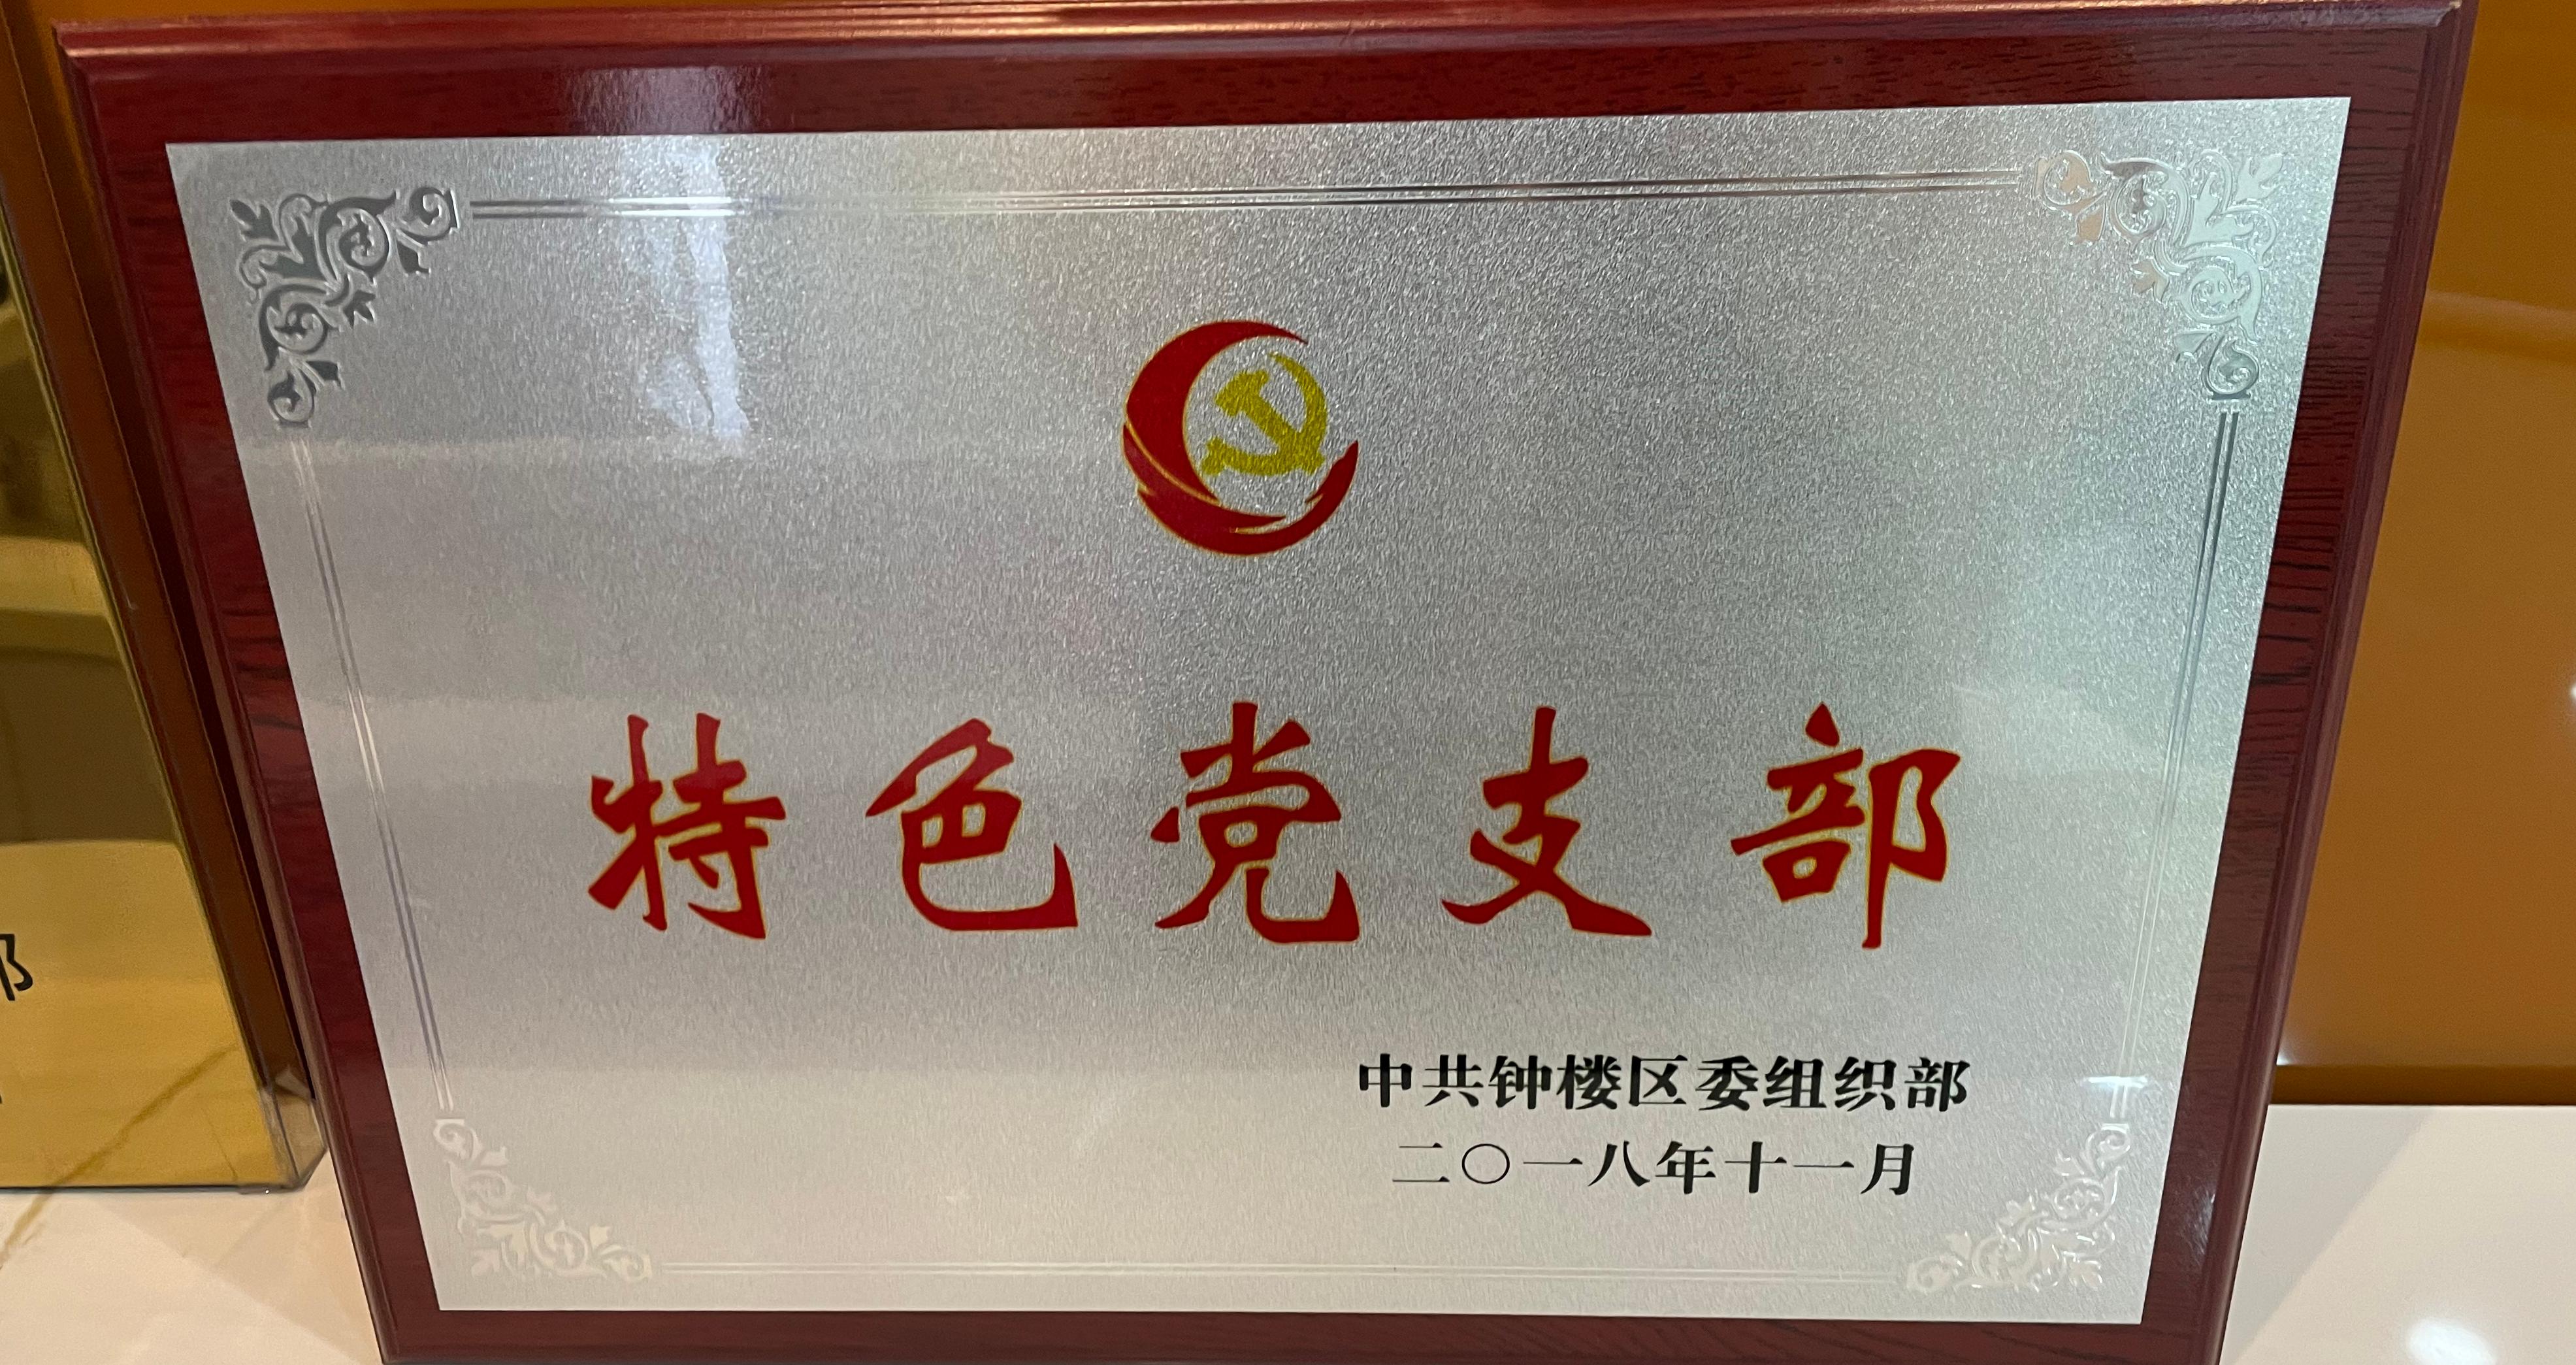 特色党支部
中共钟楼区委组织部
二〇一八年十一月